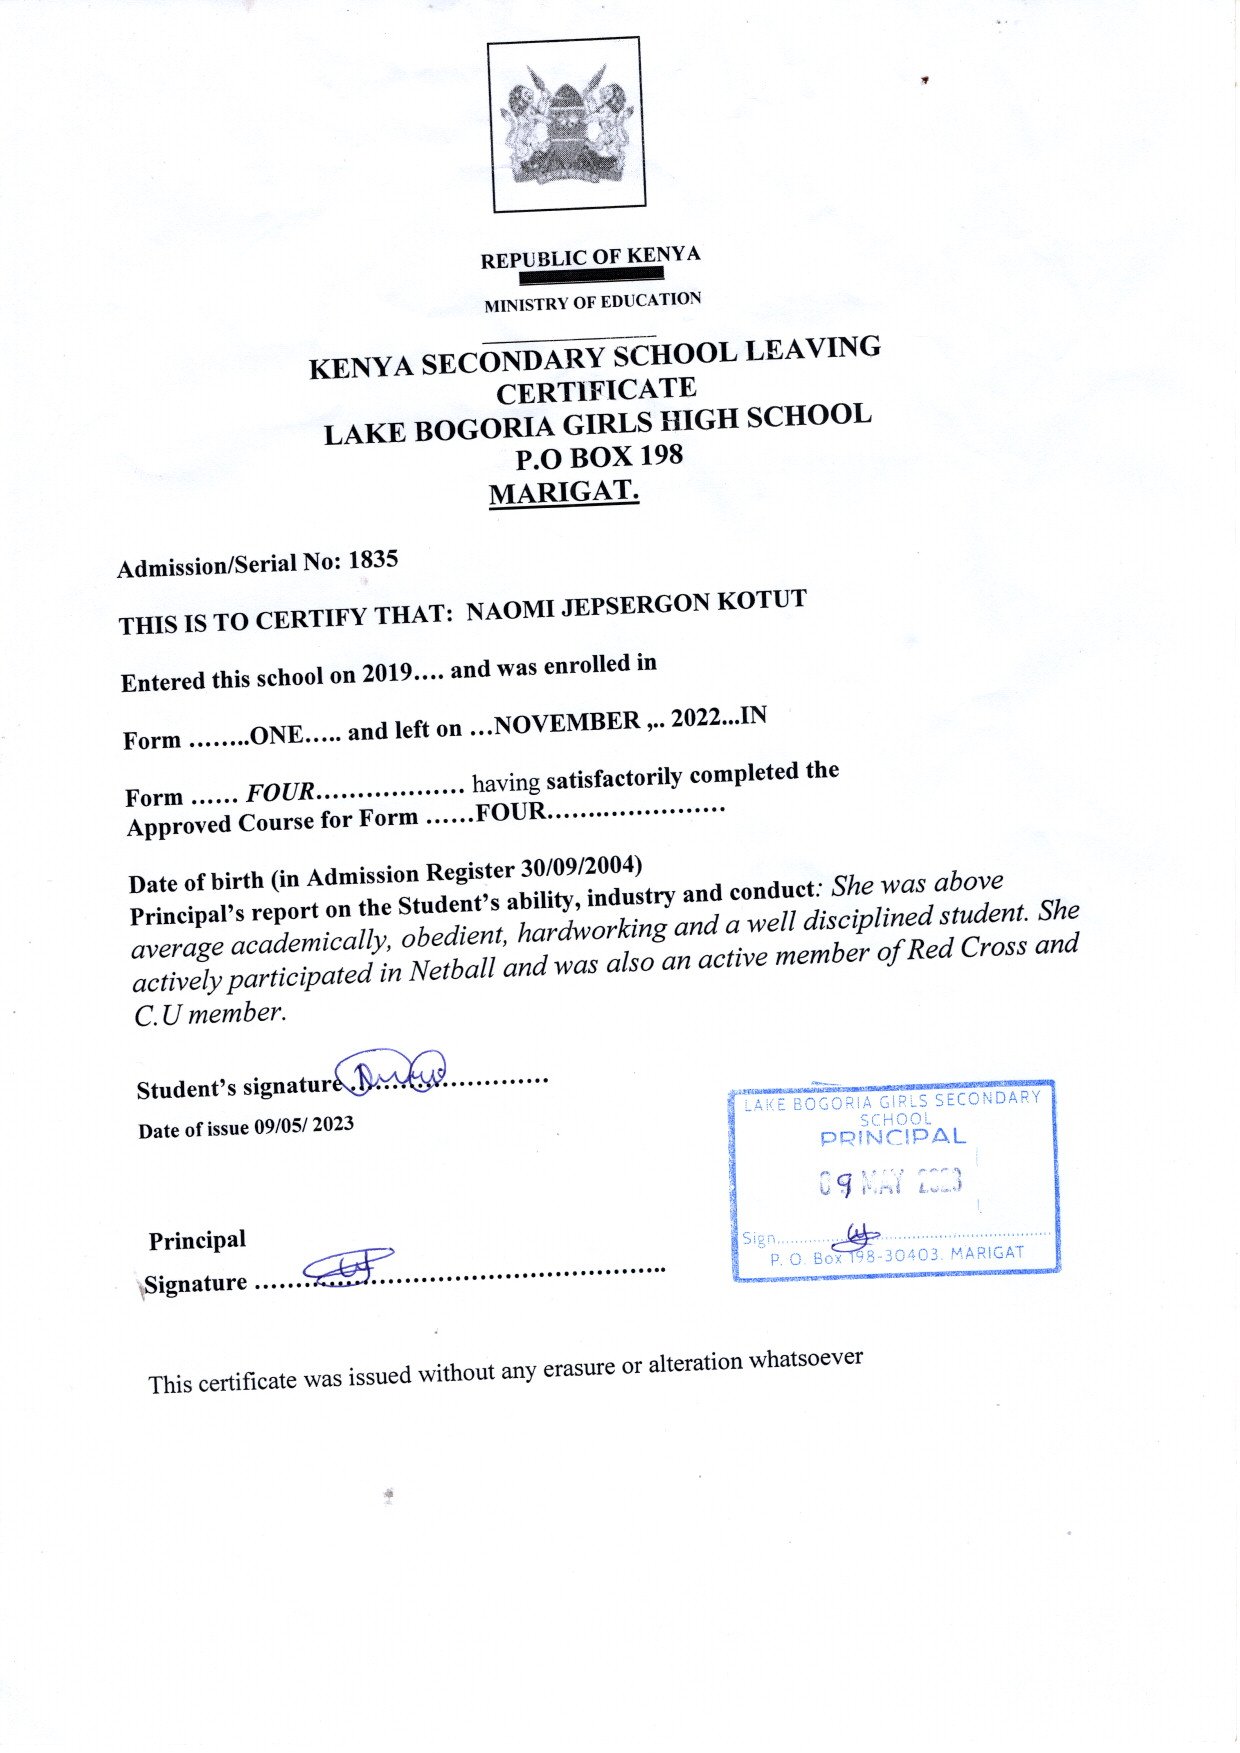 REPUBLIC OF KENYA
MINISTRY OF EDUCATION
KENYA SECONDARY SCHOOL LEAVING
CERTIFICATE
LAKE BOGORIA GIRLS HIGH SCHOOL
P.O BOX 198
MARIGAT.
Admission/Serial No: 1835
THIS IS TO CERTIFY THAT: NAOMI JEPSERGON KOTUT
Entered this school on 2019…. and was enrolled in
Form ……..ONE….. and left on …NOVEMBER ,.. 2022...IN
Form …… FOUR……………… having satisfactorily completed the
Approved Course for Form ……FOUR…………………
Date of birth (in Admission Register 30/09/2004)
Principal’s report on the Student’s ability, industry and conduct: She was above
average academically, obedient, hardworking and a well disciplined student. She
actively participated in Netball and was also an active member of Red Cross and
C.U member.
Student’s signature ……………………
Date of issue 09/05/ 2023
LAKE BOGORIA GIRLS SECONDARY
SCHOOL
PRINCIPAL
09 MAY 2023
Sign..............................
P. O. Box 198-30403. MARIGAT
Principal
Signature …………………………………………..
This certificate was issued without any erasure or alteration whatsoever